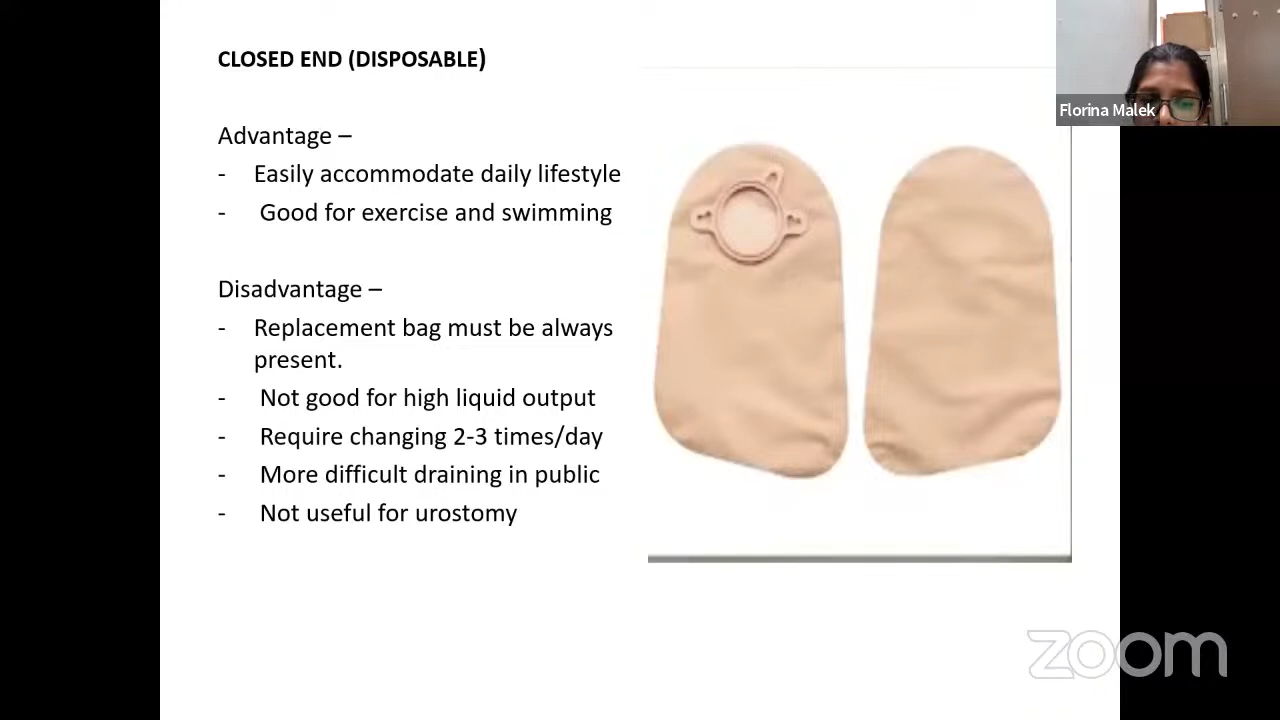 CLOSED END (DISPOSABLE)
Advantage –
- Easily accommodate daily lifestyle
- Good for exercise and swimming
Disadvantage –
- Replacement bag must be always
present.
- Not good for high liquid output
- Require changing 2-3 times/day
- More difficult draining in public
- Not useful for urostomy
Florina Malek
zoom